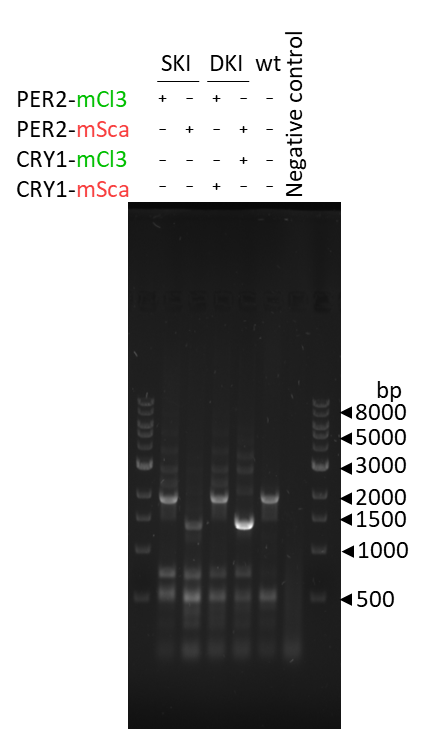 SKI DKI wt Negative control
PER2-mCl3 + - + - -
PER2-mSca - + - + -
CRY1-mCl3 - - - + -
CRY1-mSca - - + - -
bp
◄8000
◄5000
◄3000
◄2000
◄1500
◄1000
◄500